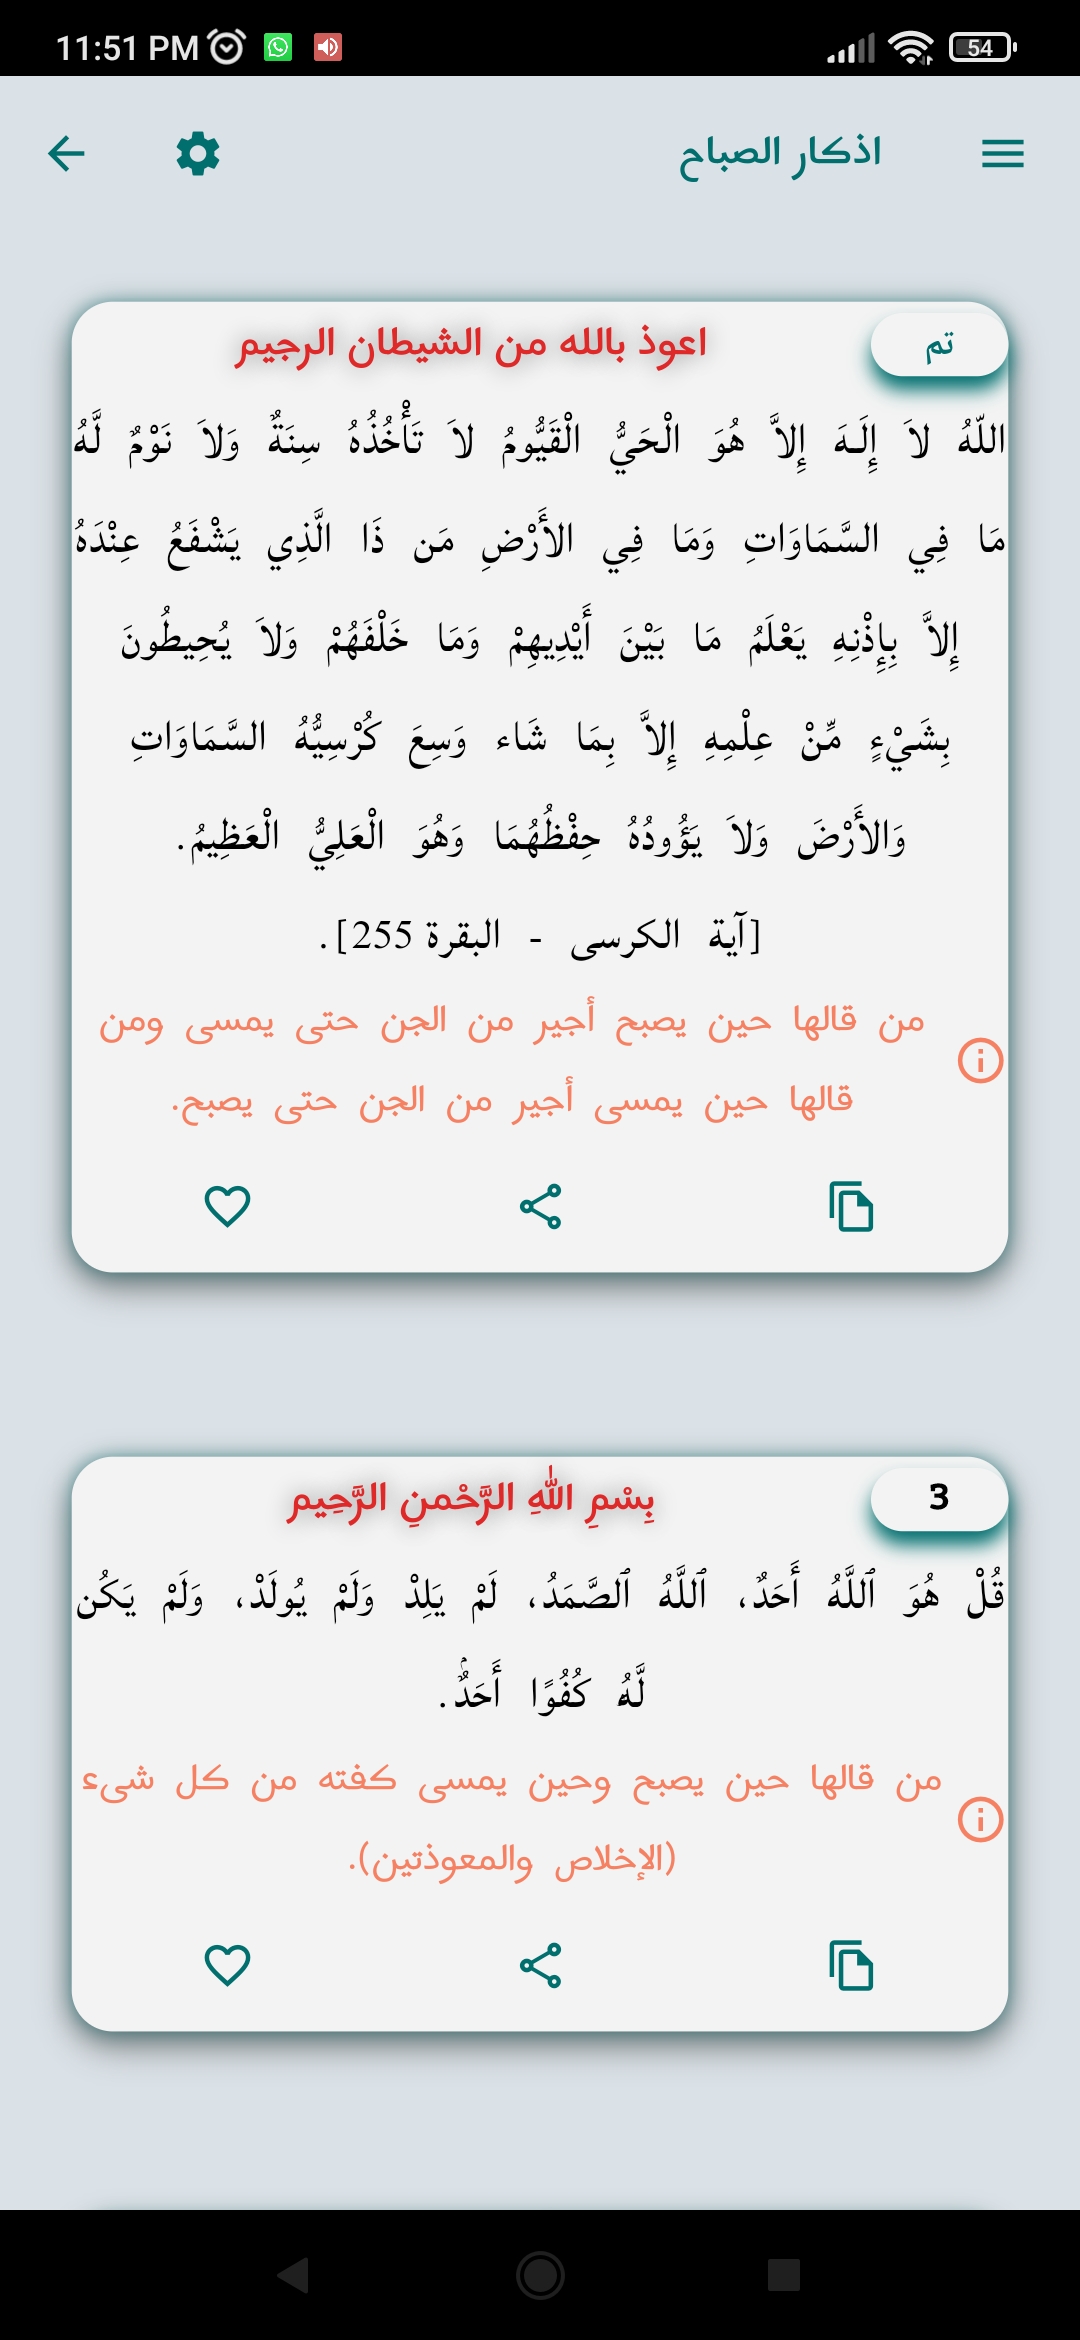 11:51 PM
54
اذكار الصباح
تم
اعوذ بالله من الشيطان الرجيم
اللّهُ لاَ إِلَـهَ إِلاَّ هُوَ الْحَيُّ الْقَيُّومُ لاَ تَأْخُذُهُ سِنَةٌ وَلاَ نَوْمٌ لَّهُ
مَا فِي السَّمَاوَاتِ وَمَا فِي الأَرْضِ مَن ذَا الَّذِي يَشْفَعُ عِنْدَهُ
إِلاَّ بِإِذْنِهِ يَعْلَمُ مَا بَيْنَ أَيْدِيهِمْ وَمَا خَلْفَهُمْ وَلاَ يُحِيطُونَ
بِشَيْءٍ مِّنْ عِلْمِهِ إِلاَّ بِمَا شَاء وَسِعَ كُرْسِيُّهُ السَّمَاوَاتِ
وَالأَرْضَ وَلاَ يَؤُودُهُ حِفْظُهُمَا وَهُوَ الْعَلِيُّ الْعَظِيمُ.
[آية الكرسى - البقرة 255].
من قالها حين يصبح أجير من الجن حتى يمسى ومن
قالها حين يمسى أجير من الجن حتى يصبح.
3
بِسْمِ اللهِ الرَّحْمنِ الرَّحِيم
قُلْ هُوَ ٱللَّهُ أَحَدٌ، ٱللَّهُ ٱلصَّمَدُ، لَمْ يَلِدْ وَلَمْ يُولَدْ، وَلَمْ يَكُن
لَّهُ كُفُوًا أَحَدٌۢ.
من قالها حين يصبح وحين يمسى كفته من كل شىء
(الإخلاص والمعوذتين).